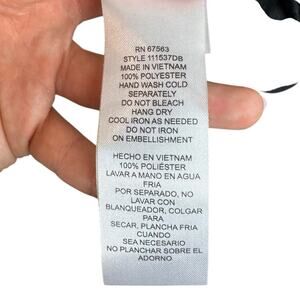 RN 67563
STYLE 111537DB
MADE IN VIETNAM
100% POLYESTER
HAND WASH COLD
SEPARATELY
DO NOT BLEACH
HANG DRY
COOL IRON AS NEEDED
DO NOT IRON
ON EMBELLISHMENT
HECHO EN VIETNAM
100% POLIÉSTER
LAVAR A MANO EN AGUA
FRIA
POR SEPARADO, NO
LAVAR CON
BLANQUEADOR, COLGAR
PARA
SECAR, PLANCHA FRIA
CUANDO
SEA NECESARIO
NO PLANCHAR SOBRE EL
ADORNO